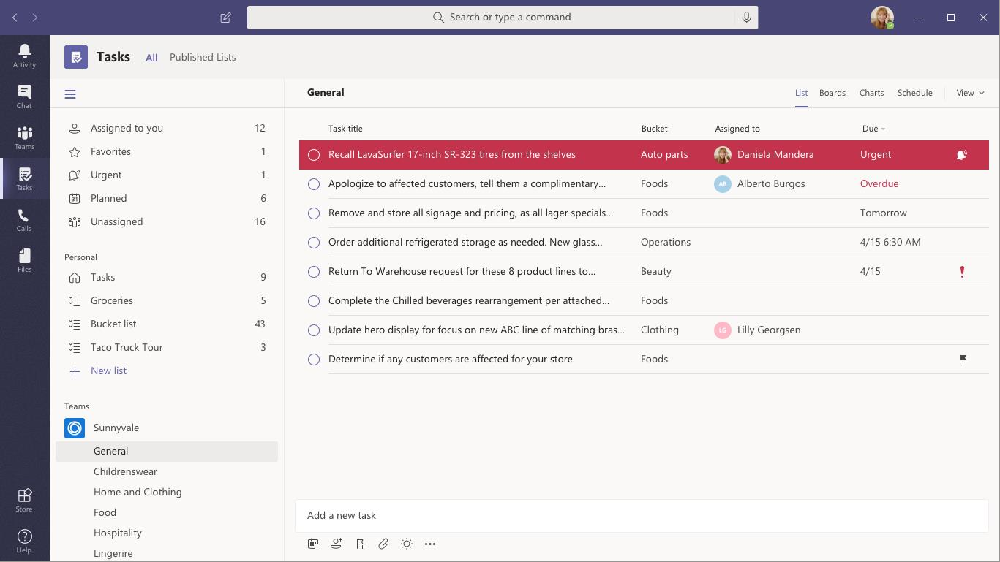 Search or type a command
Activity
Chat
Teams
Tasks
Calls
Files
Store
Help
Tasks All Published Lists
Assigned to you 12
Favorites 1
Urgent 1
31 Planned 6
Unassigned 16
Personal
Tasks 9
Groceries 5
Bucket list 43
Taco Truck Tour 3
New list
Teams
Sunnyvale
General
Childrenswear
Home and Clothing
Food
Hospitality
Lingerire
General List Boards Charts Schedule View
Task title Bucket Assigned to Due
Recall LavaSurfer 17-inch SR-323 tires from the shelves Auto parts Daniela Mandera Urgent
Apologize to affected customers, tell them a complimentary... Foods AB Alberto Burgos Overdue
Remove and store all signage and pricing, as all lager specials... Foods Tomorrow
Order additional refrigerated storage as needed. New glass... Operations 4/15 6:30 AM
Return To Warehouse request for these 8 product lines to... Beauty 4/15
Complete the Chilled beverages rearrangement per attached... Foods
Update hero display for focus on new ABC line of matching bras... Clothing LG Lilly Georgsen
Determine if any customers are affected for your store Foods
Add a new task